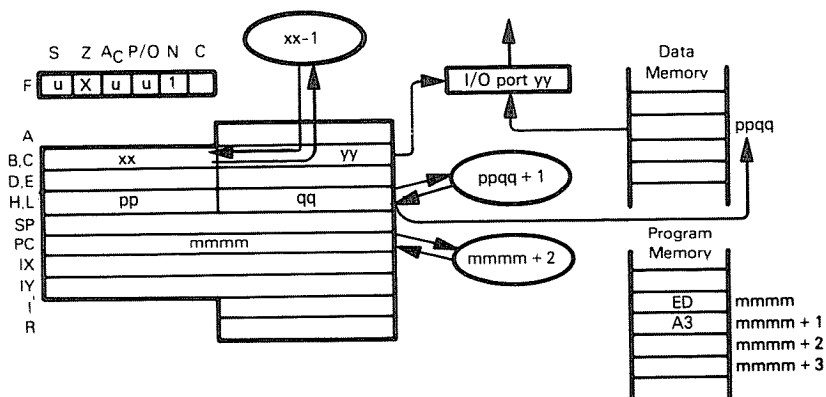 S Z AC P/O N C
F u X u u 1
xx-1
I/O port yy
Data
Memory
ppqq
A
B,C xx yy
D,E
H,L pp qq
SP
PC mmmm
IX
IY
I
R
ppqq + 1
mmmm + 2
Program
Memory
ED mmmm
A3 mmmm + 1
mmmm + 2
mmmm + 3